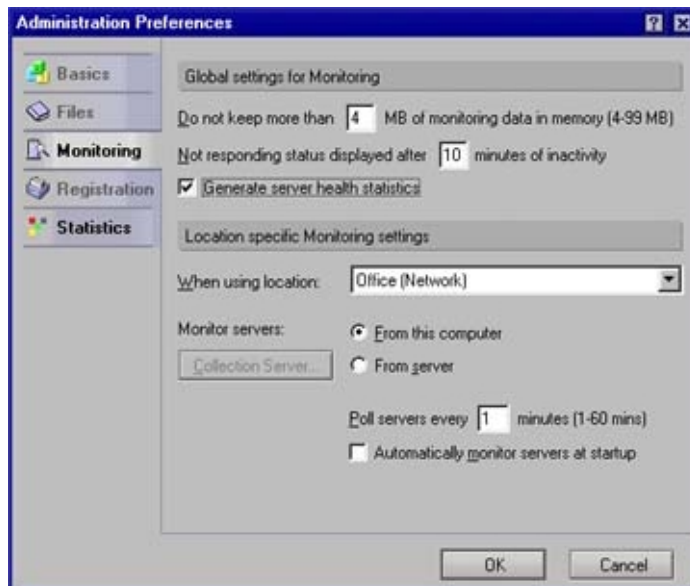 Administration Preferences
Basics
Files
Monitoring
Registration
Statistics
Global settings for Monitoring
Do not keep more than 4 MB of monitoring data in memory (4-99 MB)
Not responding status displayed after 10 minutes of inactivity
Generate server health statistics
Location specific Monitoring settings
When using location: Office (Network)
Monitor servers: From this computer
Collection Server... From server
Poll servers every 1 minutes (1-60 mins)
Automatically monitor servers at startup
OK Cancel